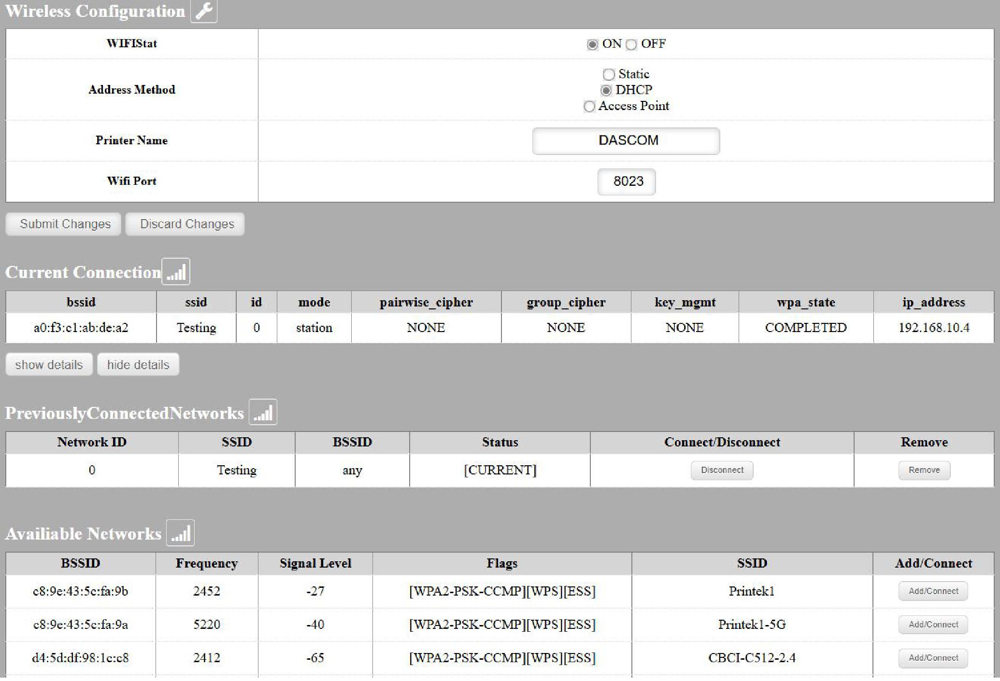 Wireless Configuration
WIFIStat ON OFF
Address Method Static
DHCP
Access Point
Printer Name DASCOM
Wifi Port 8023
Submit Changes Discard Changes
Current Connection
bssid ssid id mode pairwise_cipher group_cipher key_mgmt wpa_state ip_address
a0:f3:c1:ab:de:a2 Testing 0 station NONE NONE NONE COMPLETED 192.168.10.4
show details hide details
PreviouslyConnectedNetworks
Network ID SSID BSSID Status Connect/Disconnect Remove
0 Testing any [CURRENT] Disconnect Remove
Availiable Networks
BSSID Frequency Signal Level Flags SSID Add/Connect
c8:9e:43:5c:fa:9b 2452 -27 [WPA2-PSK-CCMP][WPS][ESS] Printek1 Add/Connect
c8:9e:43:5c:fa:9a 5220 -40 [WPA2-PSK-CCMP][WPS][ESS] Printek1-5G Add/Connect
d4:5d:df:98:1c:c8 2412 -65 [WPA2-PSK-CCMP][WPS][ESS] CBCI-C512-2.4 Add/Connect